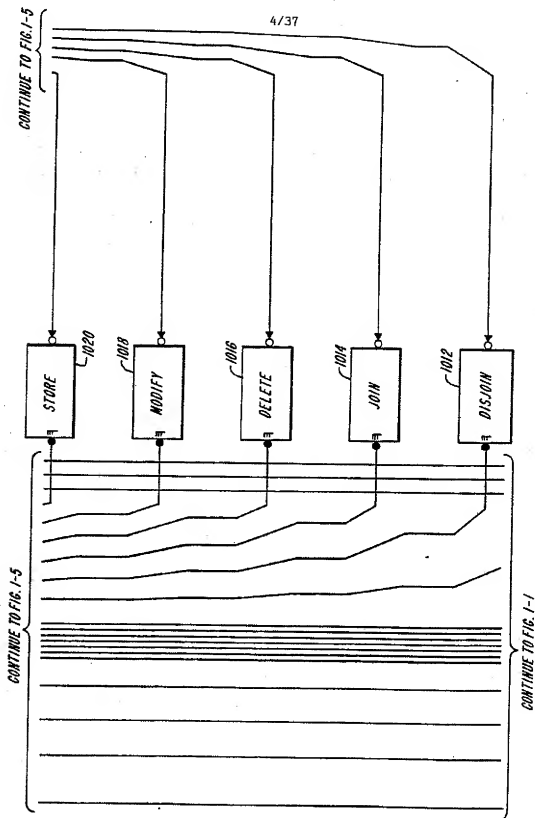 4/37
CONTINUE TO FIG. 1-5
STORE
1020
MODIFY
1018
DELETE
1016
JOIN
1014
DISJOIN
1012
CONTINUE TO FIG. 1-5
CONTINUE TO FIG. 1-1